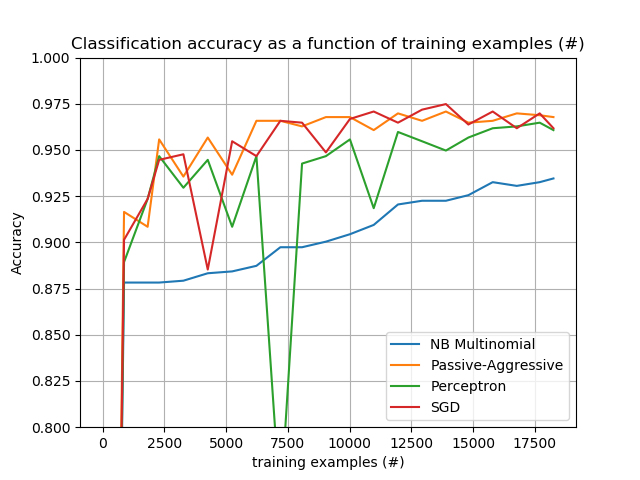 Classification accuracy as a function of training examples (#)
1.000
0.975
0.950
0.925
0.900
0.875
0.850
0.825
0.800
Accuracy
NB Multinomial
Passive-Aggressive
Perceptron
SGD
0 2500 5000 7500 10000 12500 15000 17500
training examples (#)